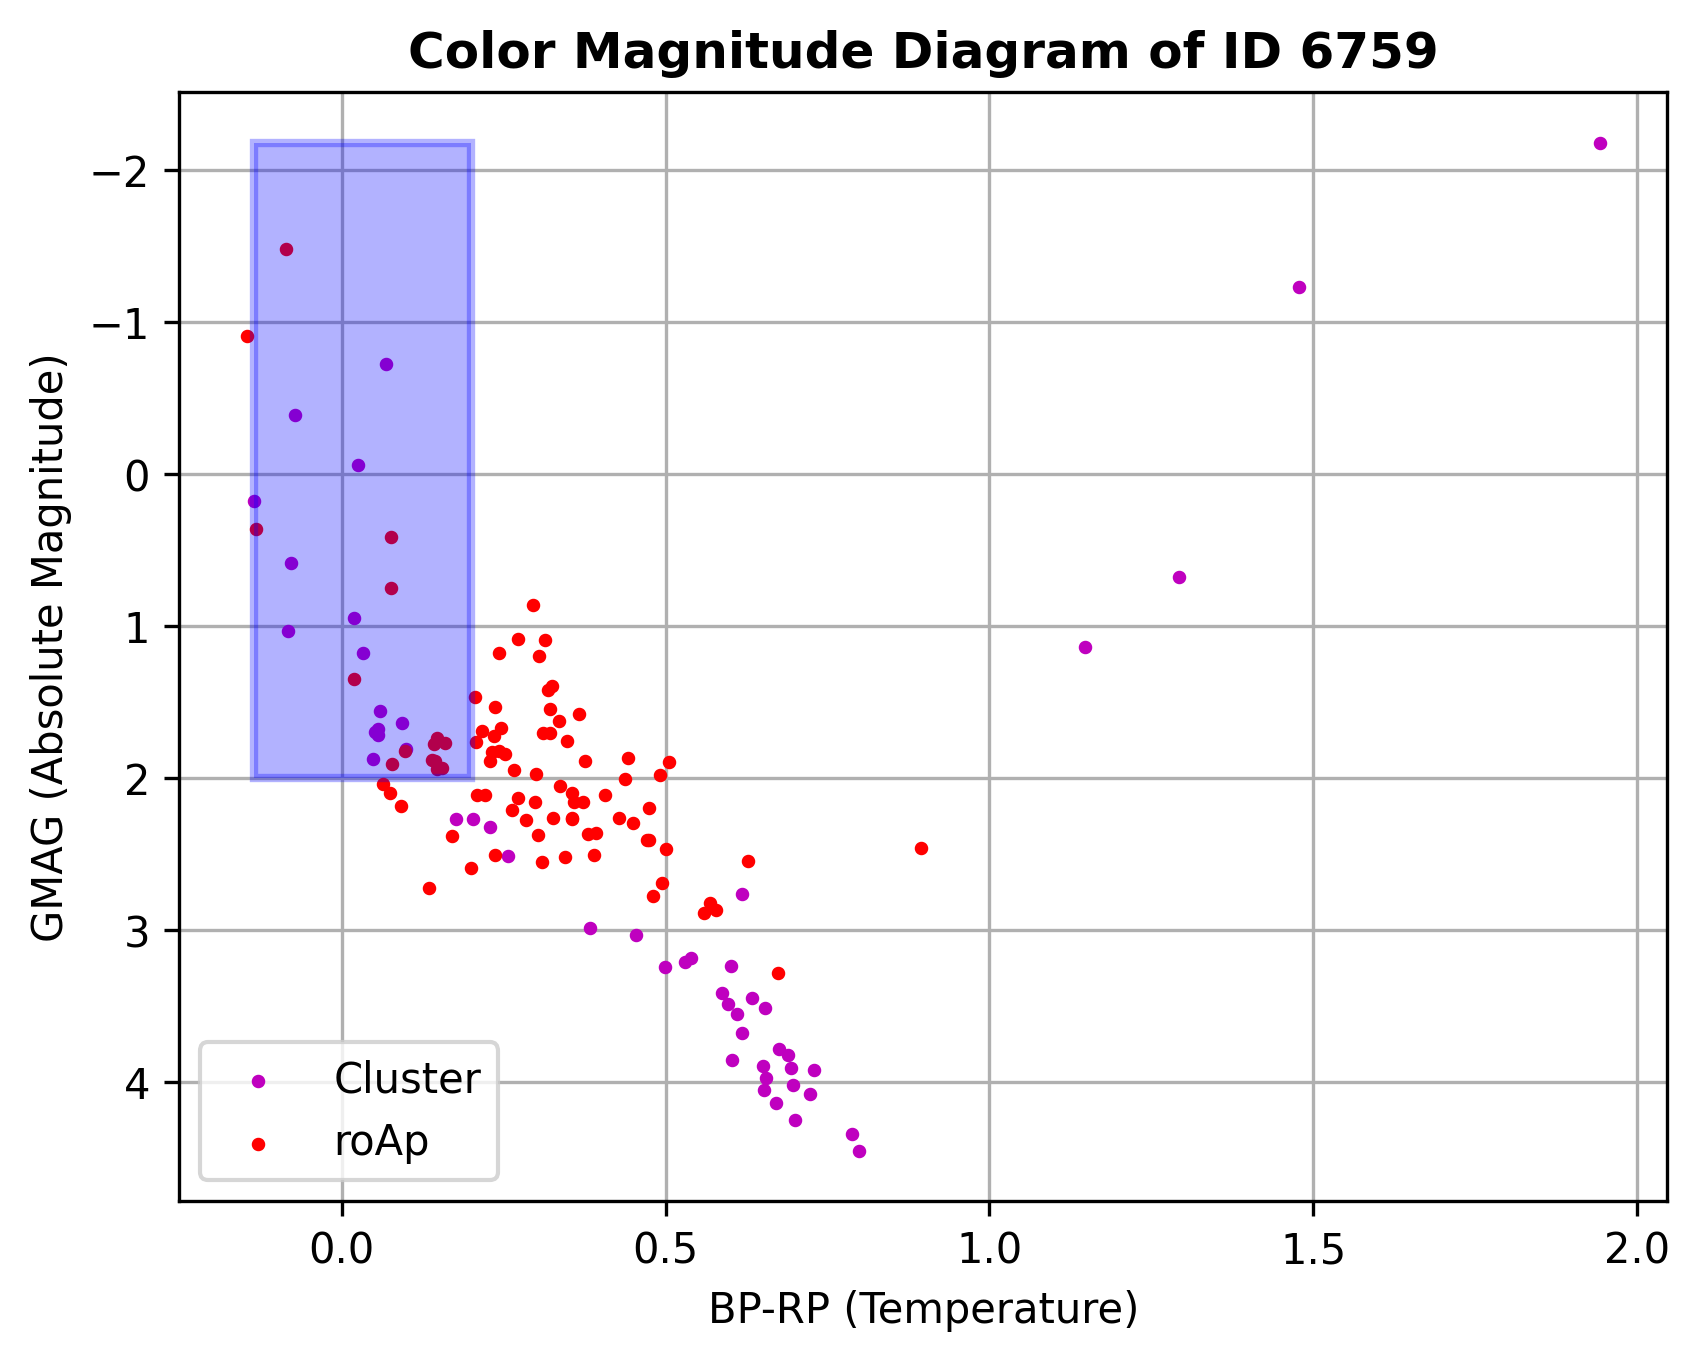 Color Magnitude Diagram of ID 6759
GMAG (Absolute Magnitude)
−2
−1
0
1
2
3
4
Cluster
roAp
0.0 0.5 1.0 1.5 2.0
BP-RP (Temperature)